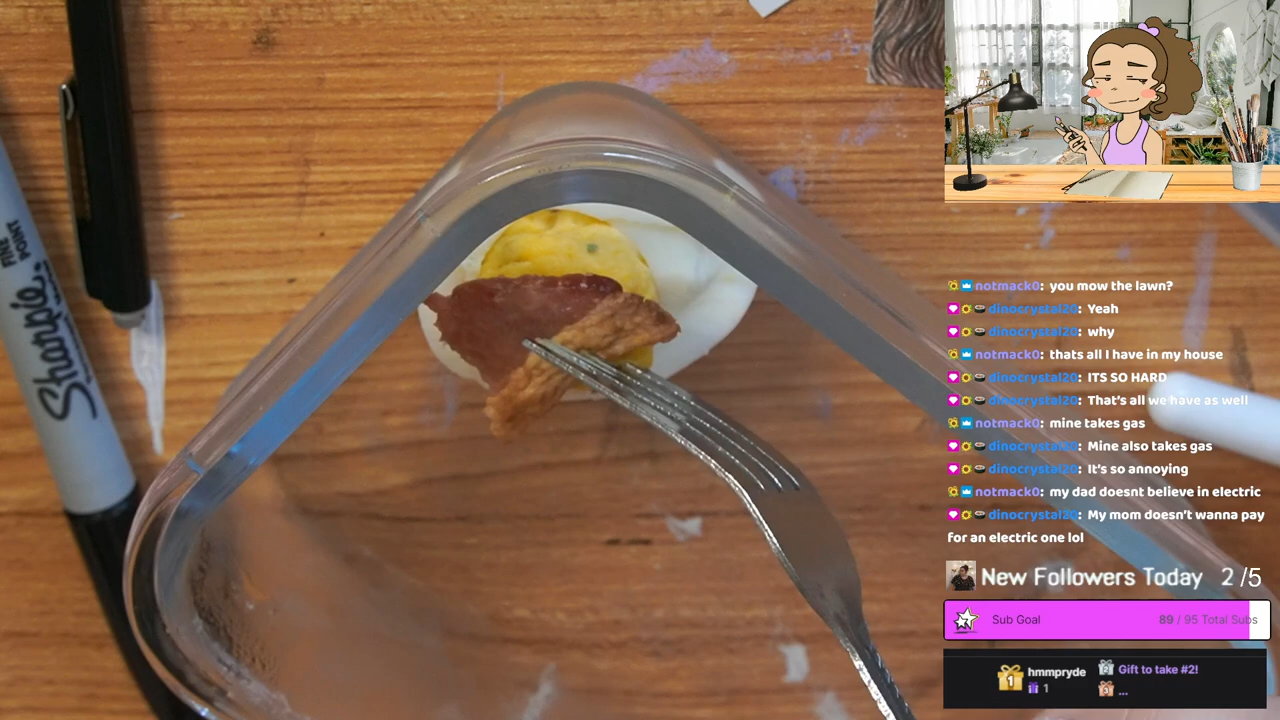 Sharpie.
FINE
POINT
notmack0: you mow the lawn?
dinocrystal20: Yeah
dinocrystal20: why
notmack0: thats all I have in my house
dinocrystal20: ITS SO HARD
dinocrystal20: That's all we have as well
notmack0: mine takes gas
dinocrystal20: Mine also takes gas
dinocrystal20: It's so annoying
notmack0: my dad doesnt believe in electric
dinocrystal20: My mom doesn't wanna pay
for an electric one lol
New Followers Today 2 /5
Sub Goal 89 / 95 Total Subs
1 hmmpryde 2 Gift to take #2!
1 3 ...